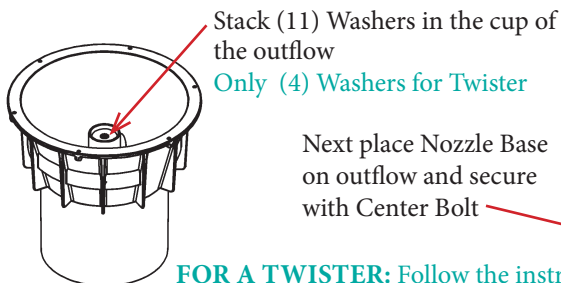 Stack (11) Washers in the cup of
the outflow
Only (4) Washers for Twister
Next place Nozzle Base
on outflow and secure
with Center Bolt
FOR A TWISTER: Follow the instr